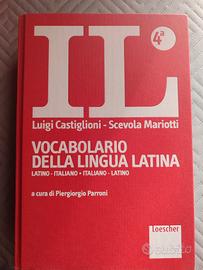 IL
4ª
Luigi Castiglioni - Scevola Mariotti
VOCABOLARIO
DELLA LINGUA LATINA
LATINO - ITALIANO • ITALIANO - LATINO
a cura di Piergiorgio Parroni
Loescher
subito